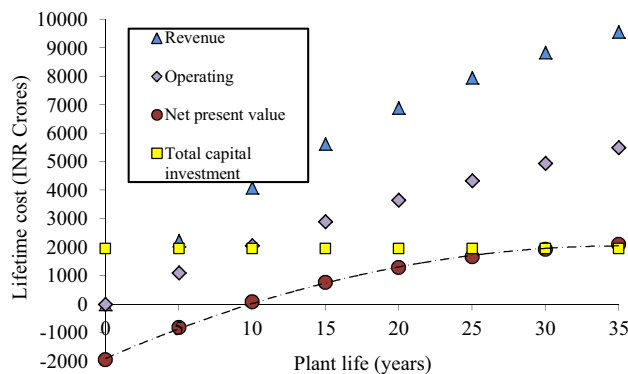 10000
9000
8000
7000
6000
5000
4000
3000
2000
1000
0
-1000
-2000
Lifetime cost (INR Crores)
Revenue
Operating
Net present value
Total capital
investment
0 5 10 15 20 25 30 35
Plant life (years)